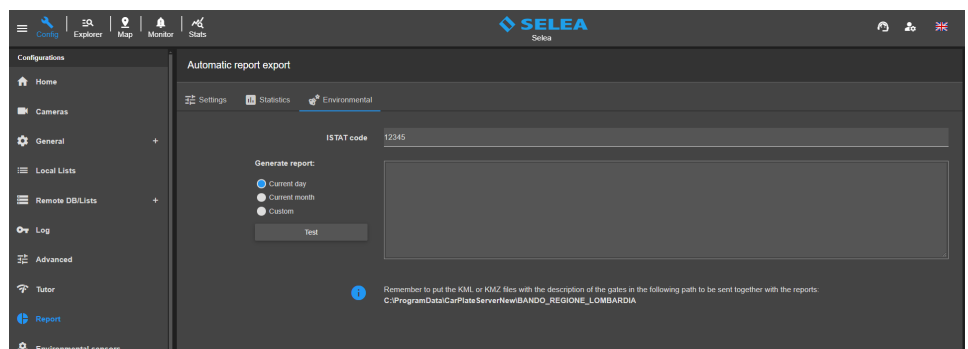 Config
Explorer
Map
Monitor
Stats
SELEA
Selea
Configurations
Home
Cameras
General +
Local Lists
Remote DB/Lists +
Log
Advanced
Tutor
Report
Environmental sensors
Automatic report export
Settings
Statistics
Environmental
ISTAT code 12345
Generate report:
Current day
Current month
Custom
Test
Remember to put the KML or KMZ files with the description of the gates in the following path to be sent together with the reports:
C:\ProgramData\CarPlateServerNew\BANDO_REGIONE_LOMBARDIA